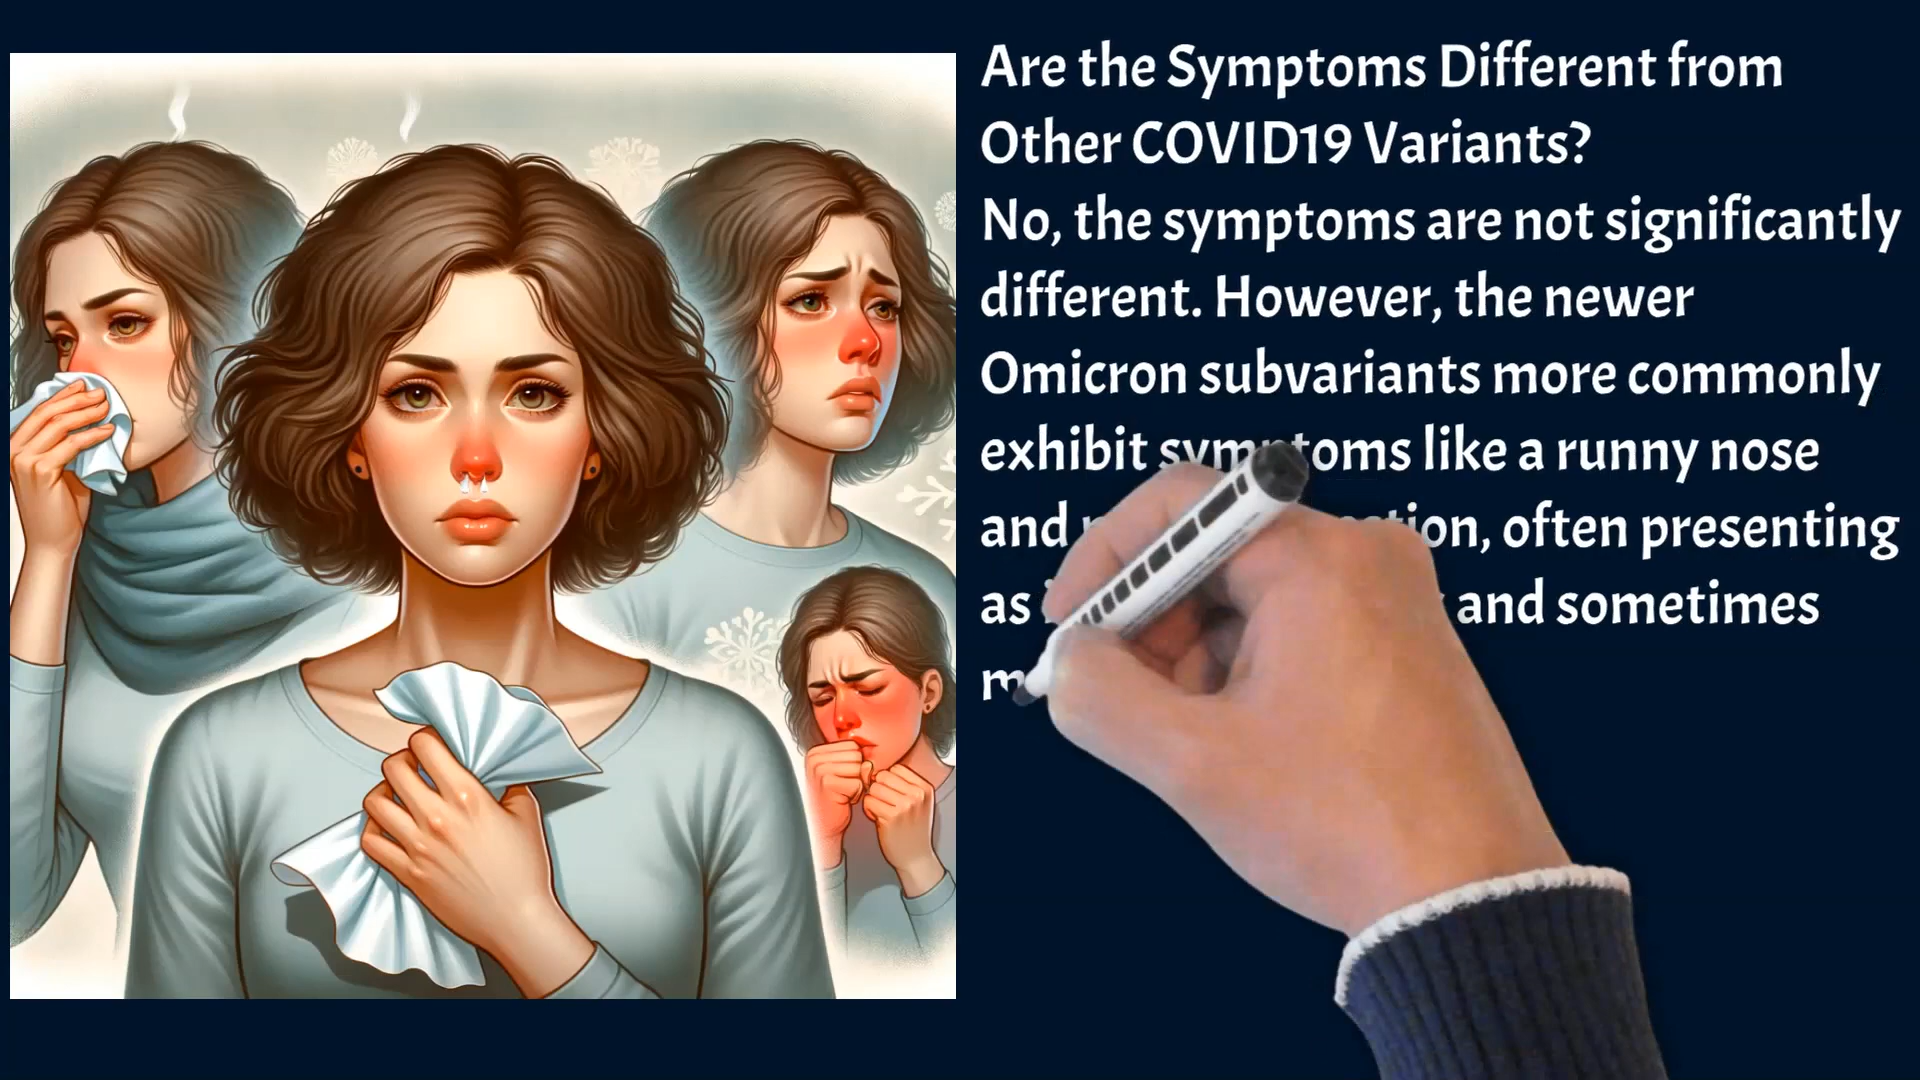 Are the Symptoms Different from
Other COVID19 Variants?
No, the symptoms are not significantly
different. However, the newer
Omicron subvariants more commonly
exhibit symptoms like a runny nose
and on, often presenting
as and sometimes